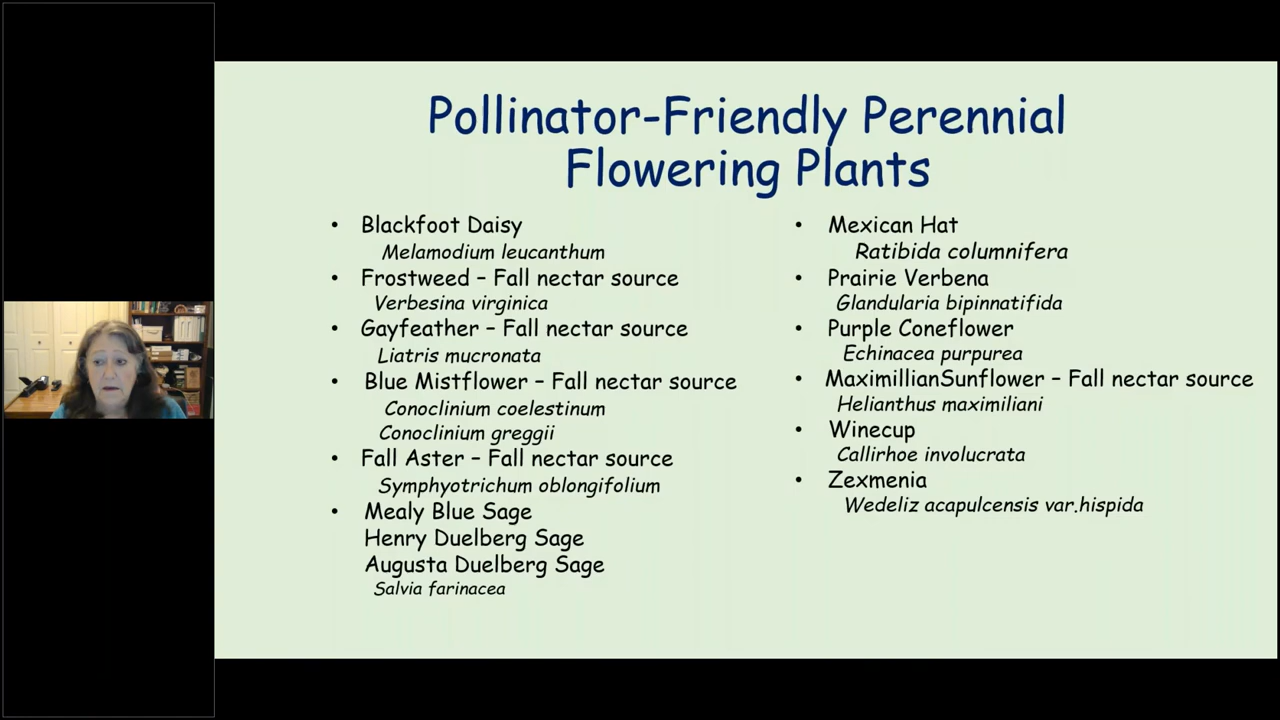 Pollinator-Friendly Perennial
Flowering Plants
• Blackfoot Daisy
Melamodium leucanthum
• Frostweed – Fall nectar source
Verbesina virginica
• Gayfeather – Fall nectar source
Liatris mucronata
• Blue Mistflower – Fall nectar source
Conoclinium coelestinum
Conoclinium greggii
• Fall Aster – Fall nectar source
Symphyotrichum oblongifolium
• Mealy Blue Sage
Henry Duelberg Sage
Augusta Duelberg Sage
Salvia farinacea
• Mexican Hat
Ratibida columnifera
• Prairie Verbena
Glandularia bipinnatifida
• Purple Coneflower
Echinacea purpurea
• MaximillianSunflower – Fall nectar source
Helianthus maximiliani
• Winecup
Callirhoe involucrata
• Zexmenia
Wedeliz acapulcensis var.hispida